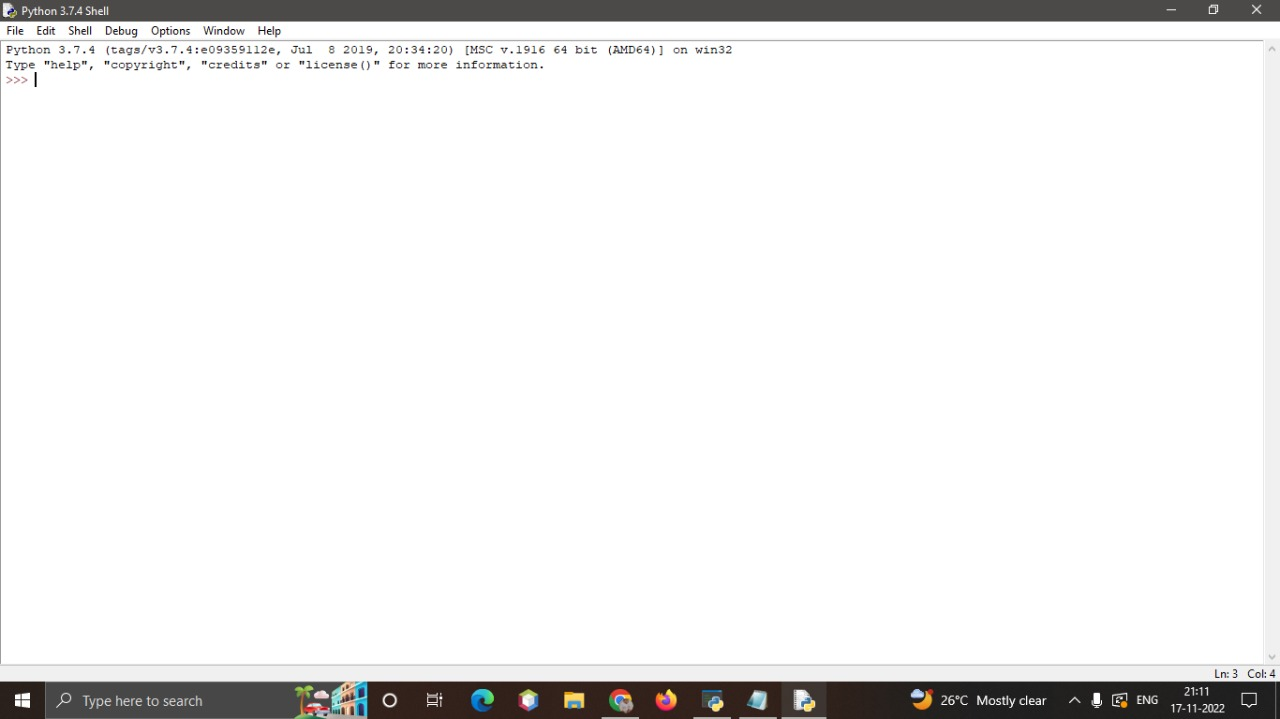 Python 3.7.4 Shell
File Edit Shell Debug Options Window Help
Python 3.7.4 (tags/v3.7.4:e09359112e, Jul  8 2019, 20:34:20) [MSC v.1916 64 bit (AMD64)] on win32
Type "help", "copyright", "credits" or "license()" for more information.
>>>
Ln: 3 Col: 4
Type here to search
26°C Mostly clear
ENG
21:11
17-11-2022